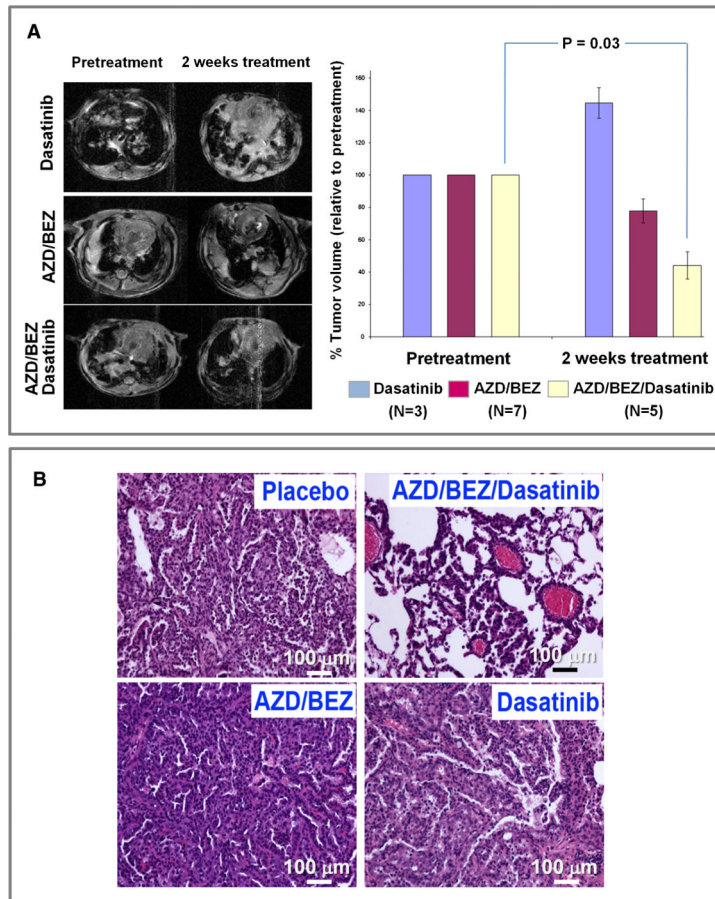 A
Pretreatment 2 weeks treatment
Dasatinib
AZD/BEZ
AZD/BEZ
Dasatinib
P = 0.03
% Tumor volume (relative to pretreatment)
160
140
120
100
80
60
40
20
0
Pretreatment 2 weeks treatment
Dasatinib AZD/BEZ AZD/BEZ/Dasatinib
(N=3) (N=7) (N=5)
B
Placebo AZD/BEZ/Dasatinib
100 μm 100 μm
AZD/BEZ Dasatinib
100 μm 100 μm